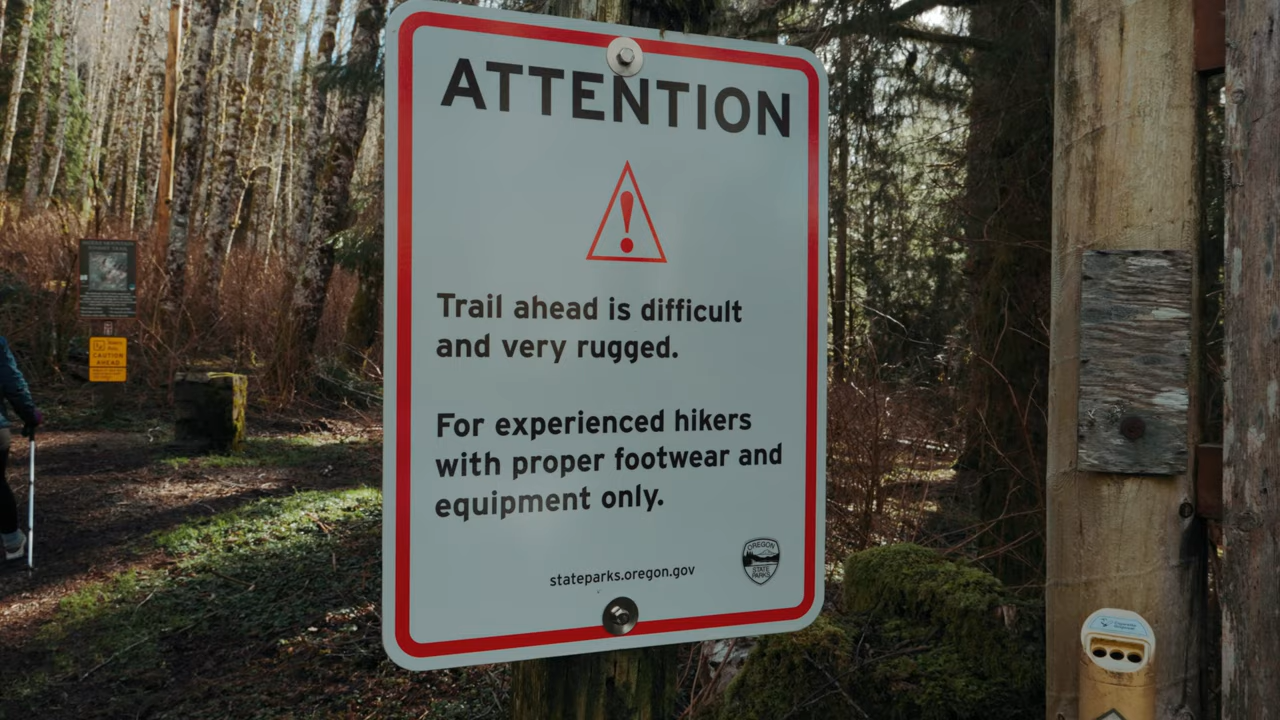 ATTENTION
Trail ahead is difficult
and very rugged.
For experienced hikers
with proper footwear and
equipment only.
stateparks.oregon.gov
OREGON
STATE
PARKS
CAUTION
AHEAD